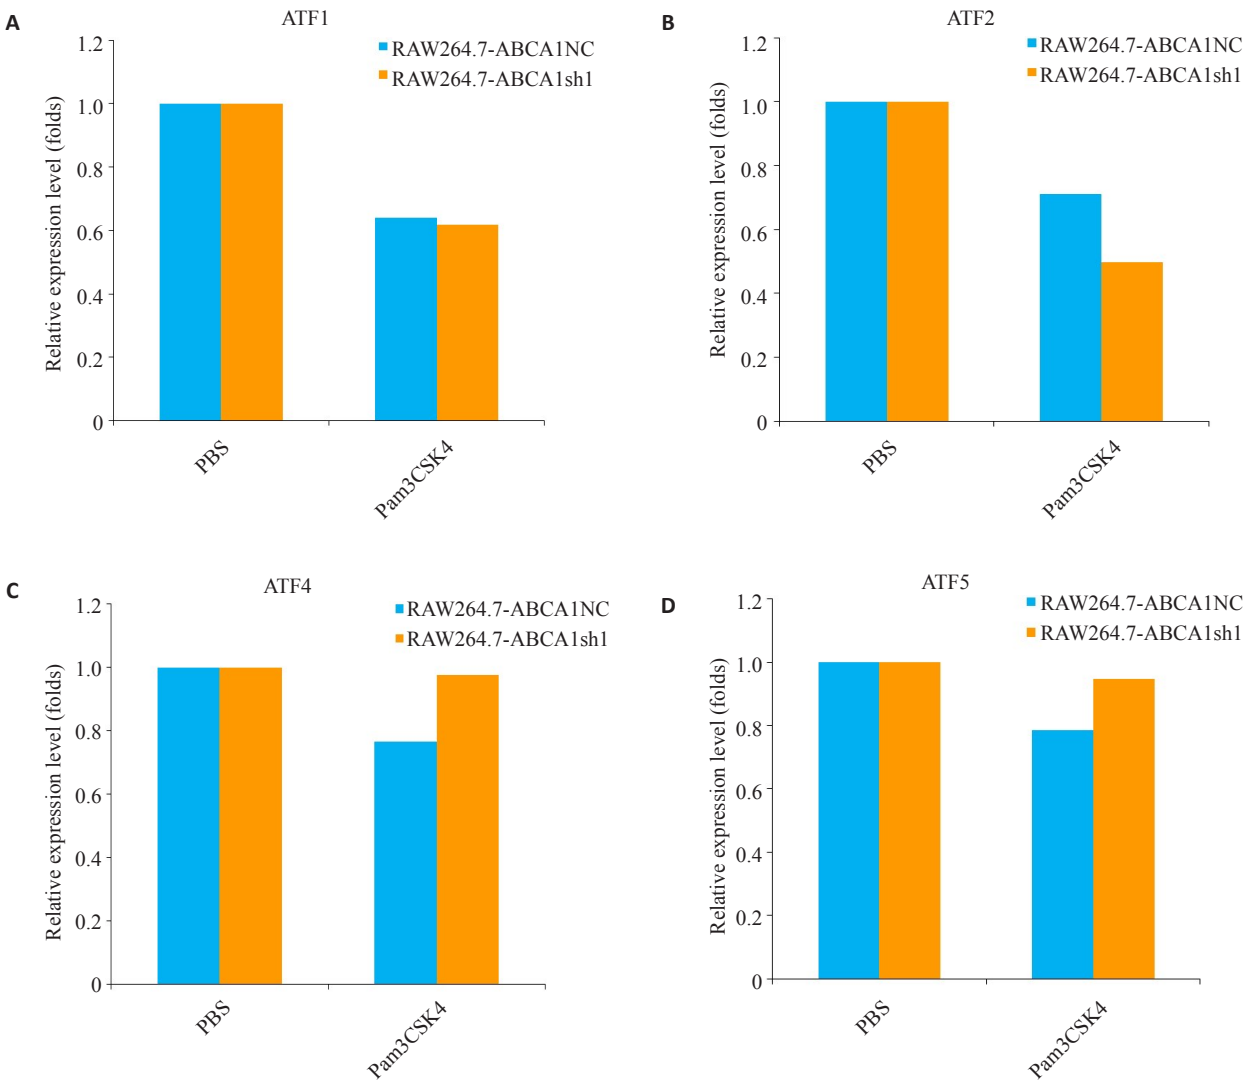 A
ATF1
RAW264.7-ABCA1NC
RAW264.7-ABCA1sh1
Relative expression level (folds)
1.2
1.0
0.8
0.6
0.4
0.2
0
PBS
Pam3CSK4
B
ATF2
RAW264.7-ABCA1NC
RAW264.7-ABCA1sh1
Relative expression level (folds)
1.2
1.0
0.8
0.6
0.4
0.2
0
PBS
Pam3CSK4
C
ATF4
RAW264.7-ABCA1NC
RAW264.7-ABCA1sh1
Relative expression level (folds)
1.2
1.0
0.8
0.6
0.4
0.2
0
PBS
Pam3CSK4
D
ATF5
RAW264.7-ABCA1NC
RAW264.7-ABCA1sh1
Relative expression level (folds)
1.2
1.0
0.8
0.6
0.4
0.2
0
PBS
Pam3CSK4